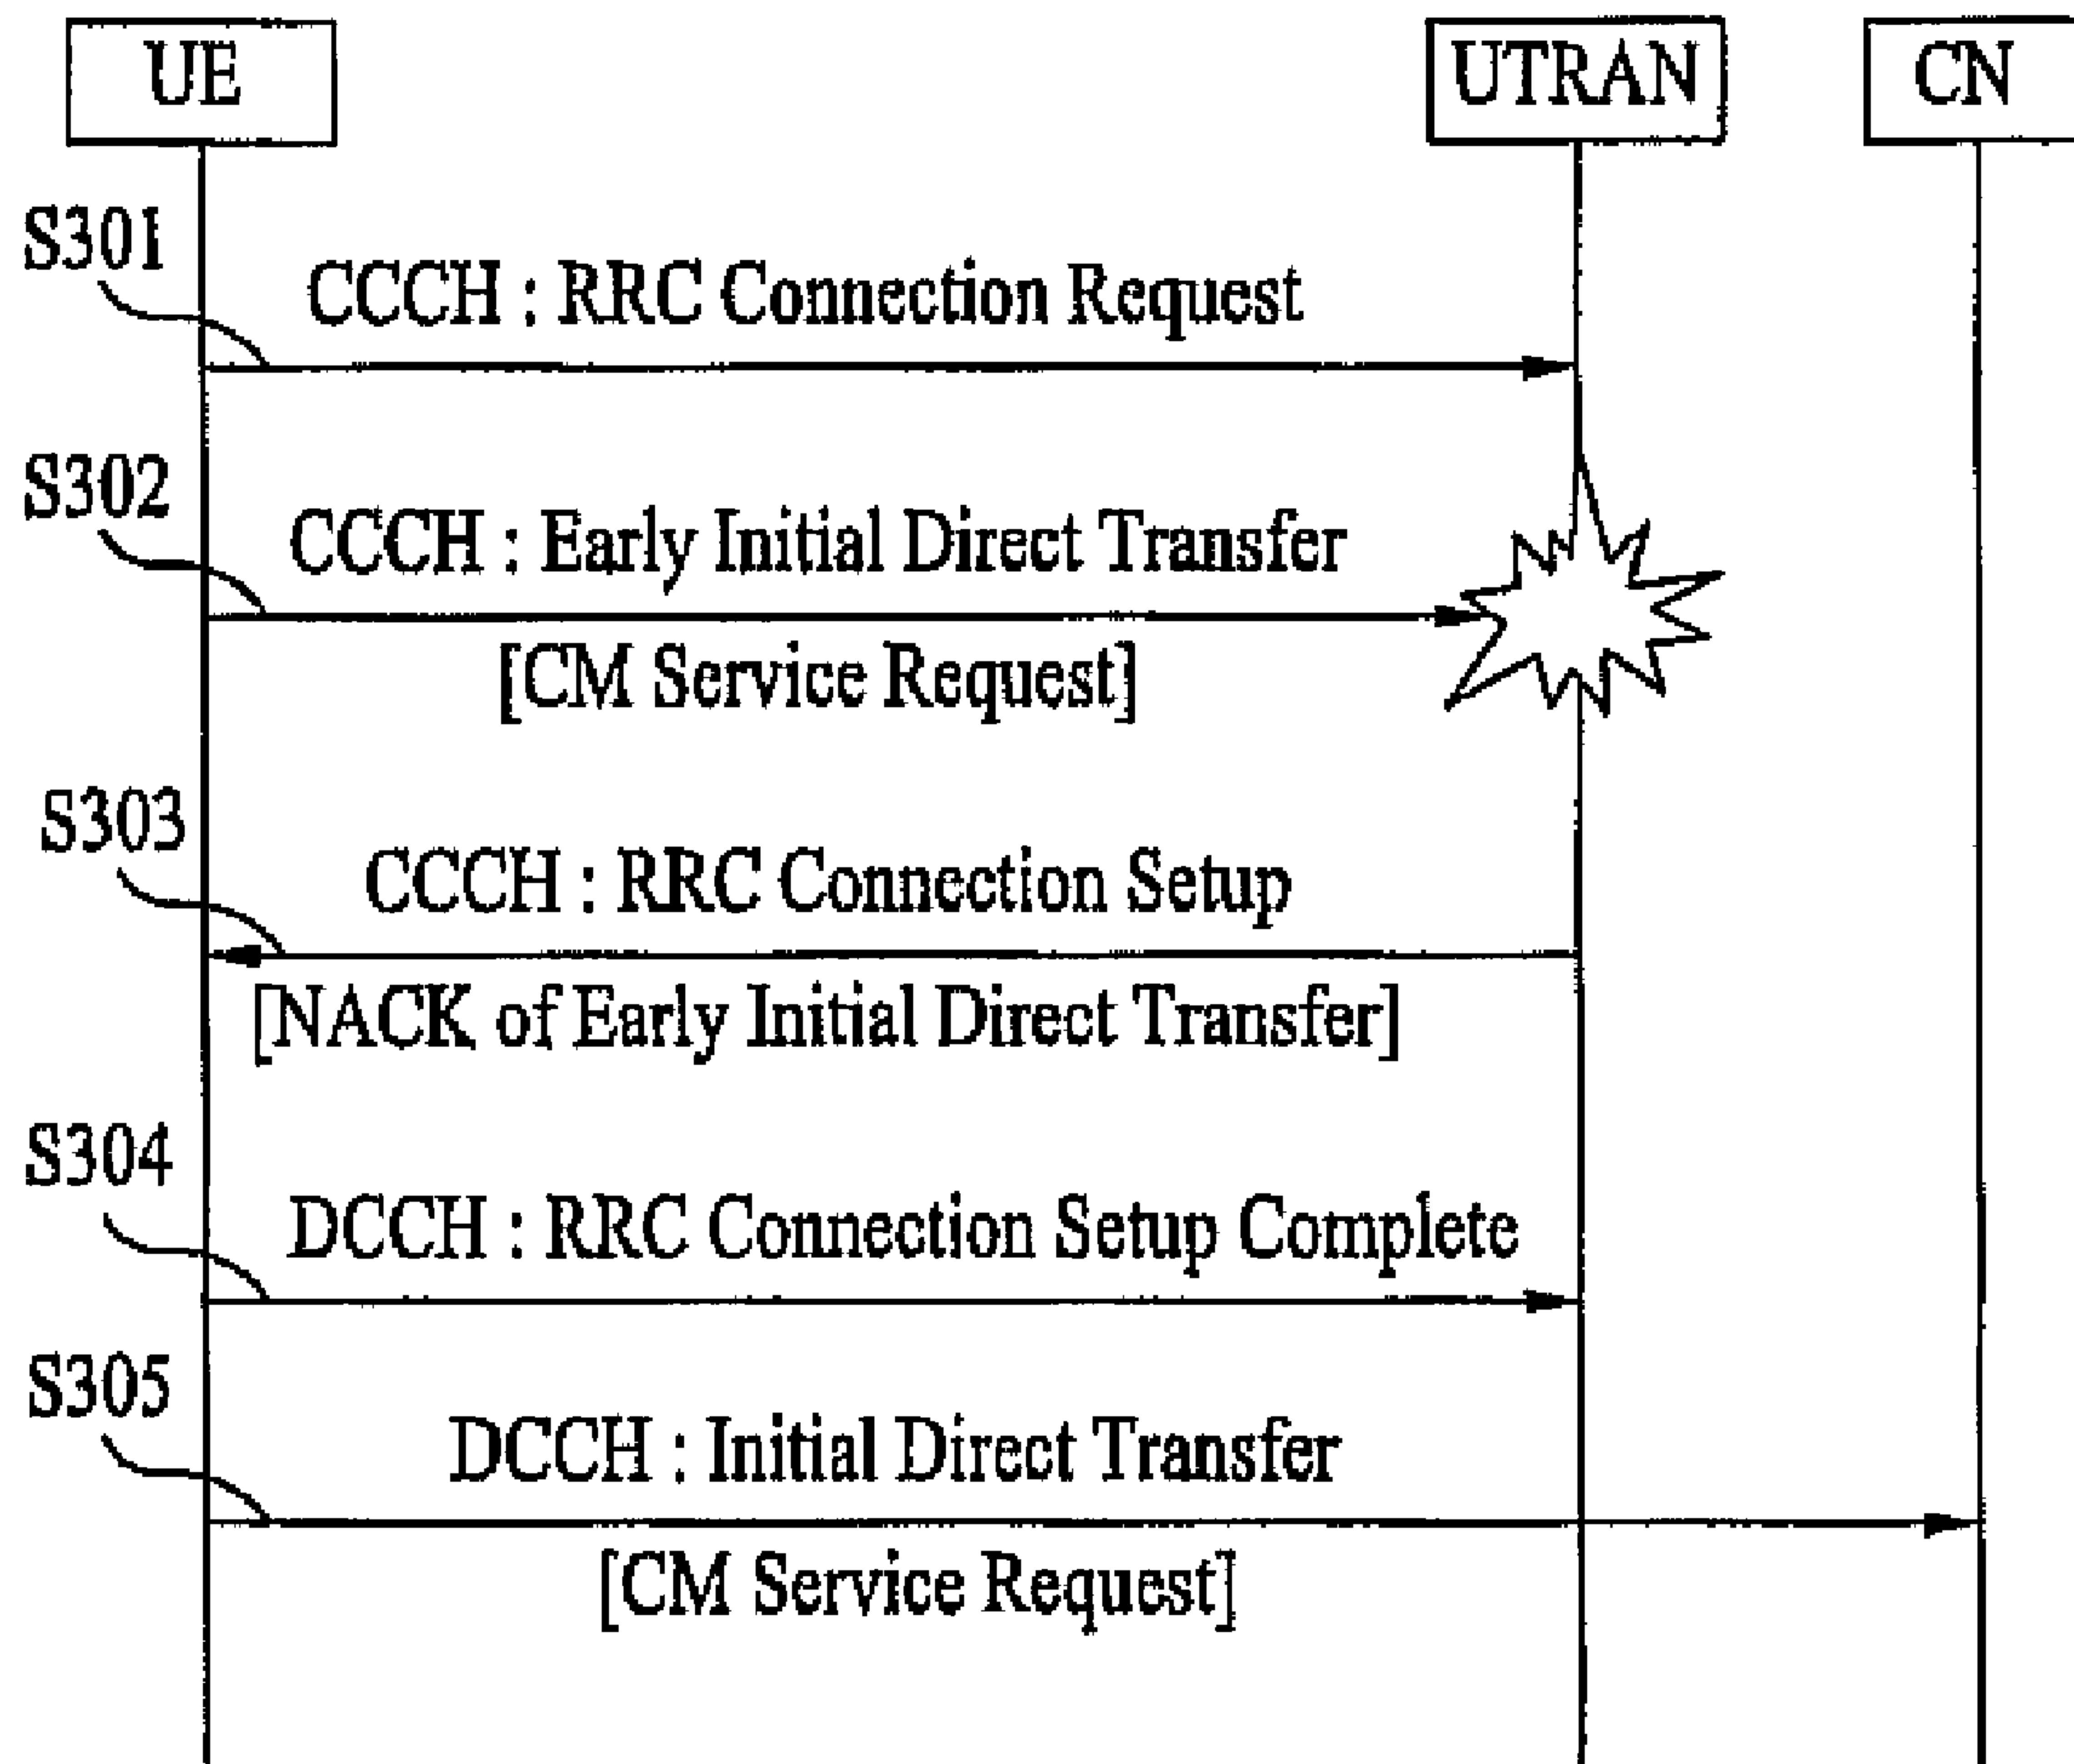 UE
UTRAN
CN
S301
CCCH : RRC Connection Request
S302
CCCH : Early Initial Direct Transfer
[CM Service Request]
S303
CCCH : RRC Connection Setup
[NACK of Early Initial Direct Transfer]
S304
DCCH : RRC Connection Setup Complete
S305
DCCH : Initial Direct Transfer
[CM Service Request]